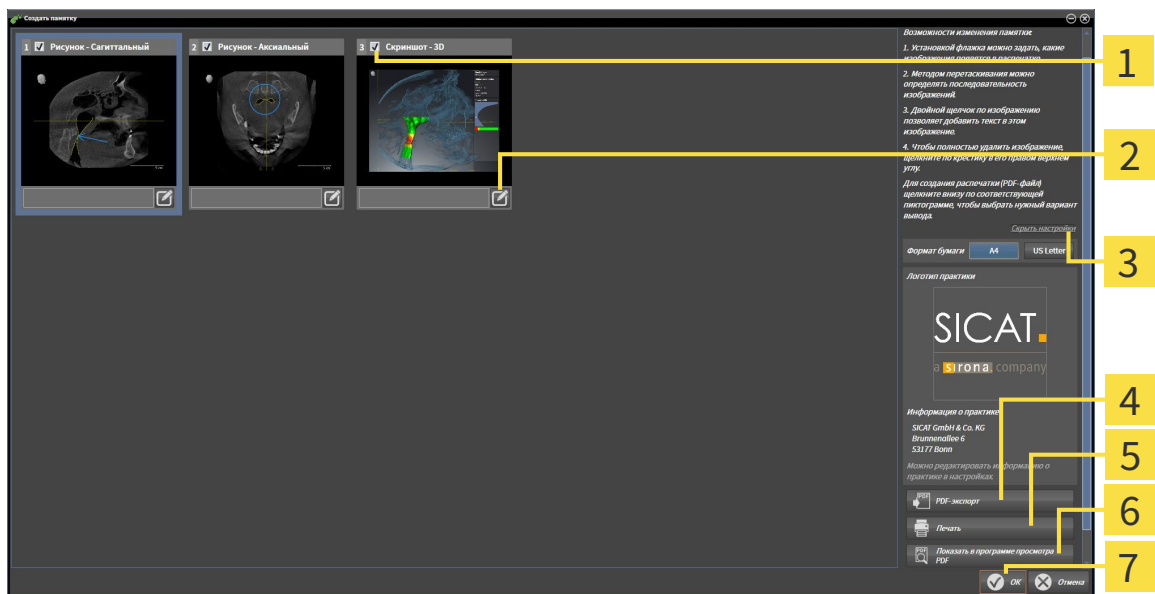 Создать памятку
1 Рисунок - Сагиттальный
2 Рисунок - Аксиальный
3 Скриншот - 3D
Возможности изменения памятки:
1. Установкой флажка можно задать, какие
изображения появятся в распечатке.
2. Методом перетаскивания можно
определять последовательность
изображений.
3. Двойной щелчок по изображению
позволяет добавить текст в этом
изображение.
4. Чтобы полностью удалить изображение,
щелкните по крестику в его правом верхнем
углу.
Для создания распечатки (PDF-файл)
щелкните внизу по соответствующей
пиктограмме, чтобы выбрать нужный вариант
вывода.
Скрыть настройки
Формат бумаги A4 US Letter
Логотип практики
SICAT.
a sirona. company
Информация о практике
SICAT GmbH & Co. KG
Brunnenallee 6
53177 Bonn
Можно редактировать информацию о
практике в настройках
PDF-экспорт
Печать
Показать в программе просмотра
PDF
OK Отмена
1
2
3
4
5
6
7